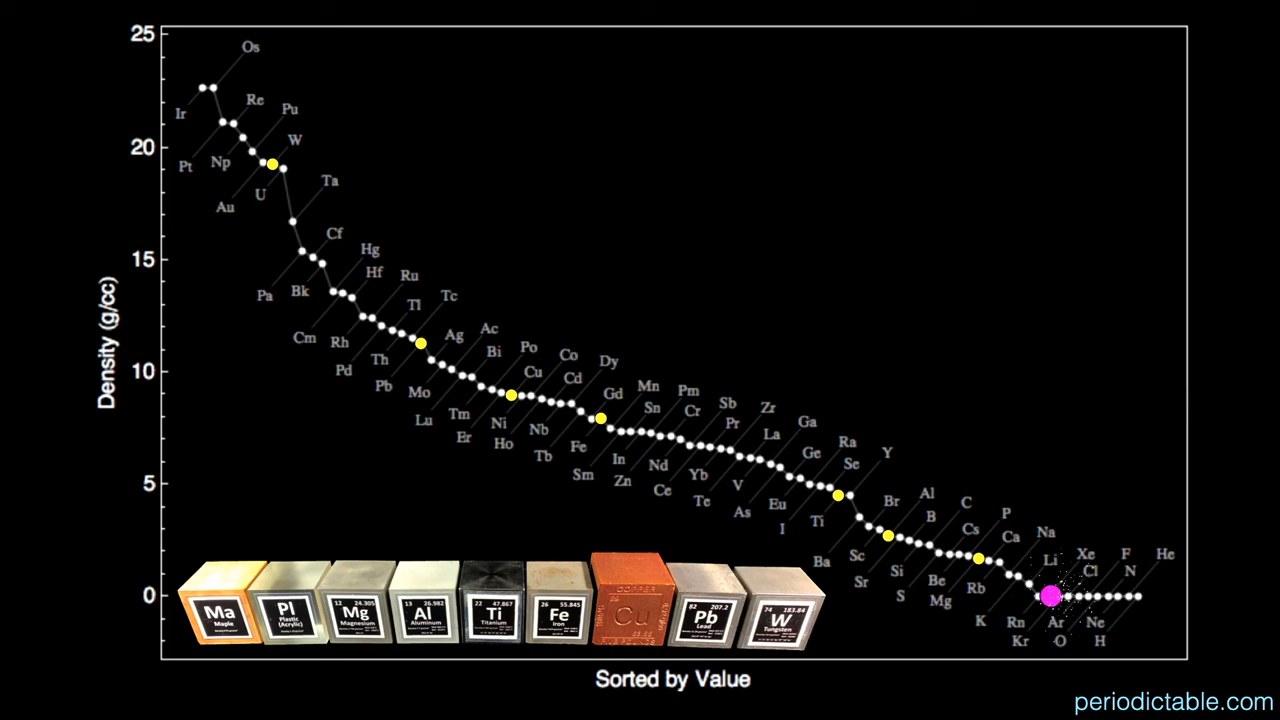 25
20
15
10
5
0
Density (g/cc)
Os
Ir
Re
Pu
Pt
Np
W
Au
U
Ta
Cf
Pa
Bk
Hg
Hf
Cm
Rh
Ru
Tl
Pd
Th
Pb
Tc
Ag
Mo
Lu
Ac
Bi
Tm
Er
Po
Cu
Ni
Ho
Co
Cd
Nb
Tb
Dy
Gd
Fe
Sm
Mn
Sn
In
Zn
Pm
Cr
Nd
Ce
Sb
Pr
Yb
Te
Zr
La
V
As
Ga
Ge
Eu
I
Ra
Se
Ti
Ba
Y
Br
Sc
Sr
Al
B
Si
S
C
Cs
Be
Mg
P
Ca
Rb
K
Na
Li
Rn
Kr
Xe
Cl
Ar
O
F
N
Ne
H
He
Ma
Maple
Pl
Plastic
(Acrylic)
12 24.305
Mg
Magnesium
13 26.982
Al
Aluminum
22 47.867
Ti
Titanium
26 55.845
Fe
Iron
COPPER
Cu
82 207.2
Pb
Lead
74 183.84
W
Tungsten
Sorted by Value
periodictable.com